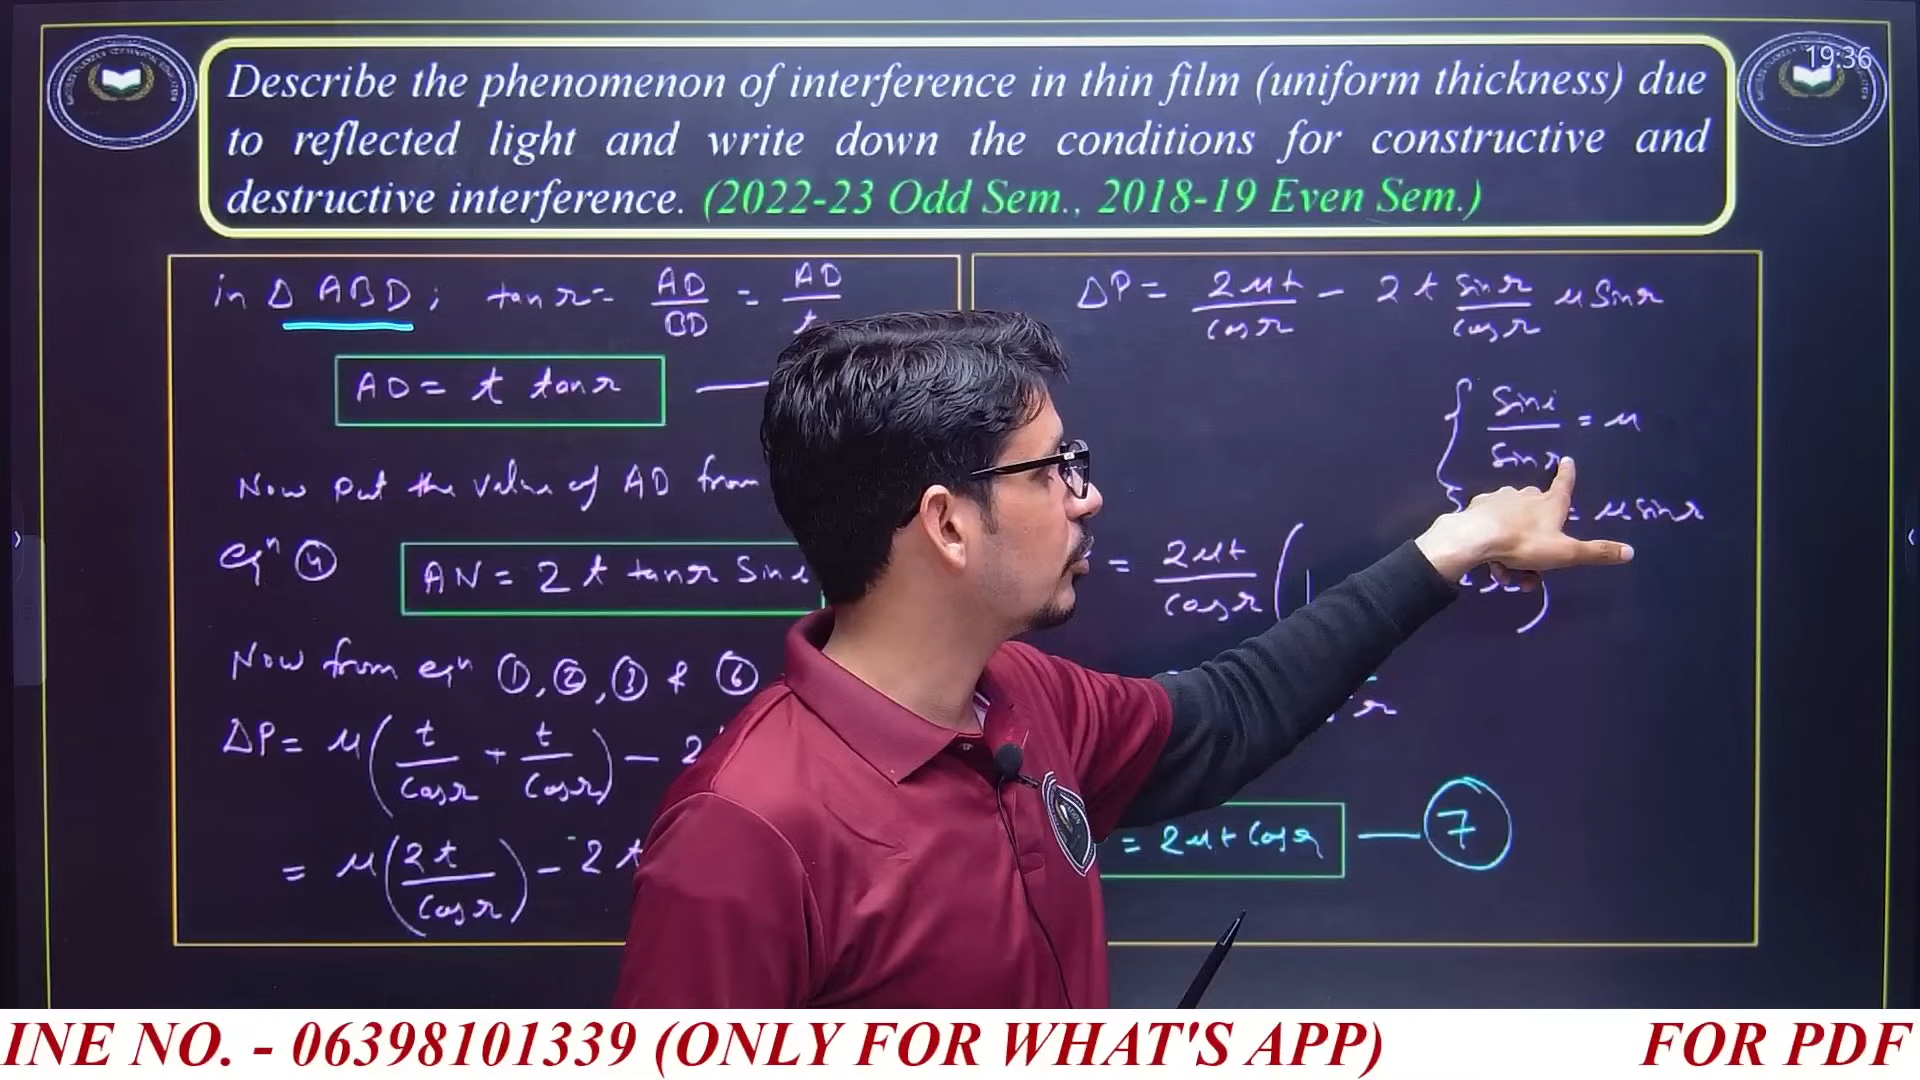 19:36
Describe the phenomenon of interference in thin film (uniform thickness) due
to reflected light and write down the conditions for constructive and
destructive interference. (2022-23 Odd Sem., 2018-19 Even Sem.)
in Δ ABD ; tan r = AD/BD = AD/t
AD = t tan r
Now put the value of AD from
eqⁿ ④
AN = 2 t tan r Sin i
Now from eqⁿ ①, ②, ③ & ⑥
ΔP = μ(t/cos r + t/cos r) - 2
= μ(2t/cos r) - 2 t
ΔP = 2μt/cos r - 2 t sin r/cos r μ sin r
{ sin i/sin r = μ
= μ sin r
= 2μt/cos r (1
= 2μt cos r — ⑦
INE NO. - 06398101339 (ONLY FOR WHAT'S APP) FOR PDF